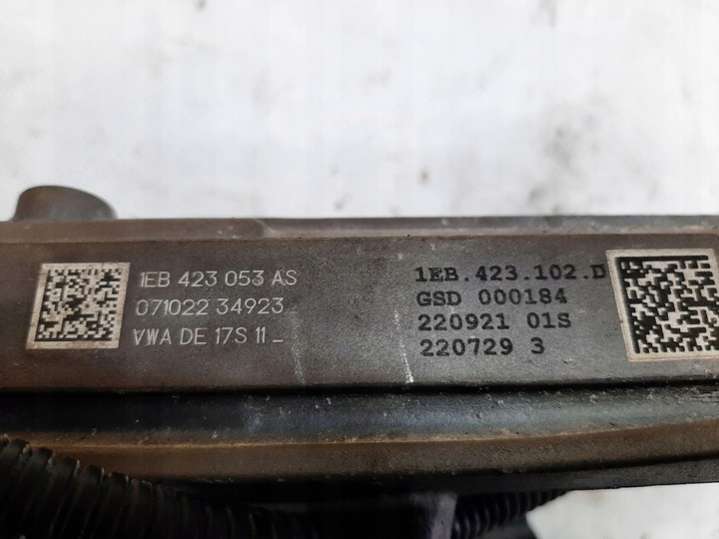 1EB 423 053 AS
071022 34923
VWA DE 17S 11 _
1EB.423.102.D
GSD 000184
220921 01S
220729 3